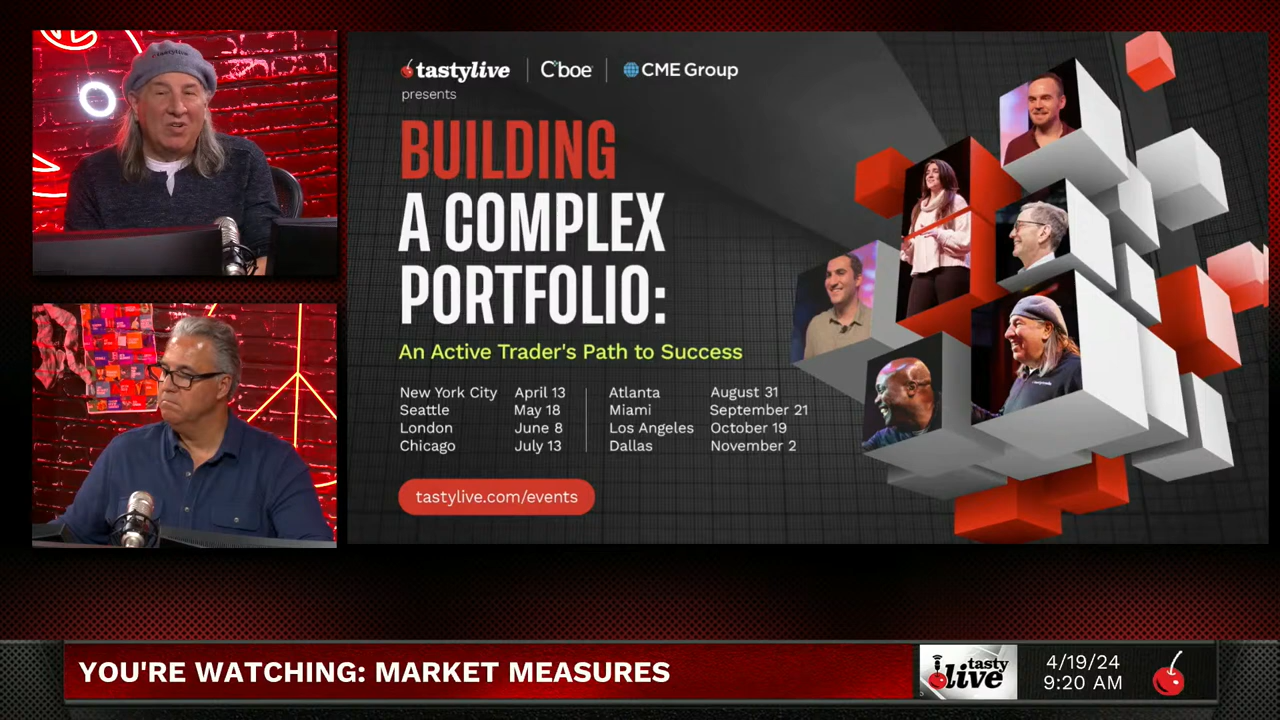 tastylive
Cboe
CME Group
presents
BUILDING
A COMPLEX
PORTFOLIO:
An Active Trader's Path to Success
New York City April 13
Seattle May 18
London June 8
Chicago July 13
Atlanta August 31
Miami September 21
Los Angeles October 19
Dallas November 2
tastylive.com/events
YOU'RE WATCHING: MARKET MEASURES
tasty
live
4/19/24
9:20 AM